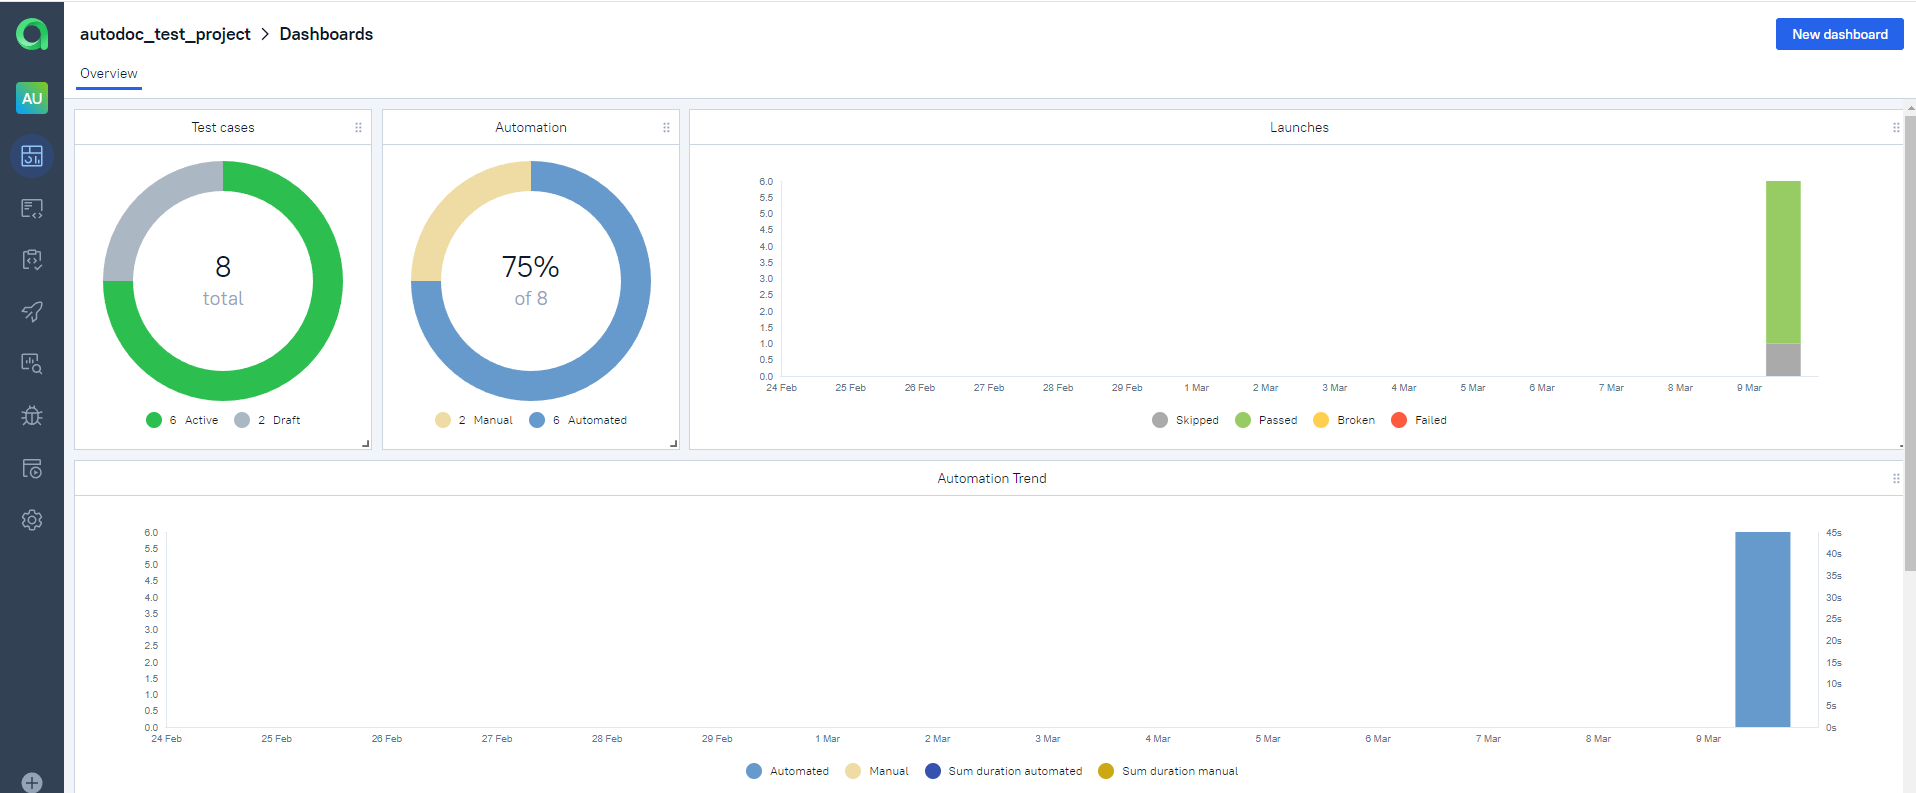 autodoc_test_project > Dashboards
New dashboard
Overview
AU
Test cases
8
total
6 Active 2 Draft
Automation
75%
of 8
2 Manual 6 Automated
Launches
6.0
5.5
5.0
4.5
4.0
3.5
3.0
2.5
2.0
1.5
1.0
0.5
0.0
24 Feb 25 Feb 26 Feb 27 Feb 28 Feb 29 Feb 1 Mar 2 Mar 3 Mar 4 Mar 5 Mar 6 Mar 7 Mar 8 Mar 9 Mar
Skipped Passed Broken Failed
Automation Trend
6.0 45s
5.5 40s
5.0
4.5 35s
4.0 30s
3.5
3.0 25s
2.5 20s
2.0 15s
1.5
1.0 10s
0.5 5s
0.0 0s
24 Feb 25 Feb 26 Feb 27 Feb 28 Feb 29 Feb 1 Mar 2 Mar 3 Mar 4 Mar 5 Mar 6 Mar 7 Mar 8 Mar 9 Mar
Automated Manual Sum duration automated Sum duration manual